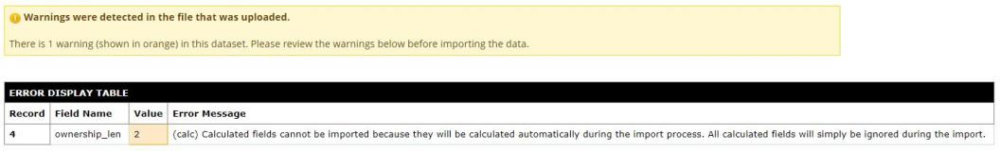 Warnings were detected in the file that was uploaded.
There is 1 warning (shown in orange) in this dataset. Please review the warnings below before importing the data.
ERROR DISPLAY TABLE
Record Field Name Value Error Message
4 ownership_len 2 (calc) Calculated fields cannot be imported because they will be calculated automatically during the import process. All calculated fields will simply be ignored during the import.